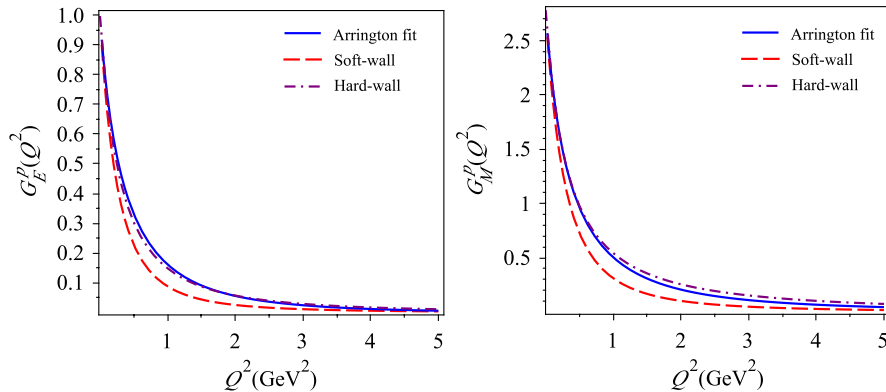 1.0
0.9
0.8
0.7
0.6
0.5
0.4
0.3
0.2
0.1
G_E^p(Q^2)
Arrington fit
Soft-wall
Hard-wall
1 2 3 4 5
Q^2(GeV^2)
2.5
2
1.5
1
0.5
G_M^p(Q^2)
Arrington fit
Soft-wall
Hard-wall
1 2 3 4 5
Q^2(GeV^2)